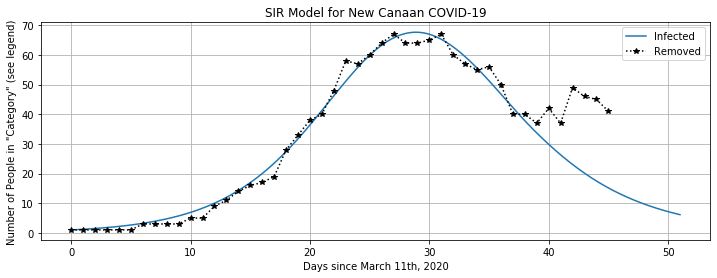 SIR Model for New Canaan COVID-19
Number of People in "Category" (see legend)
70
60
50
40
30
20
10
0
Infected
Removed
0 10 20 30 40 50
Days since March 11th, 2020